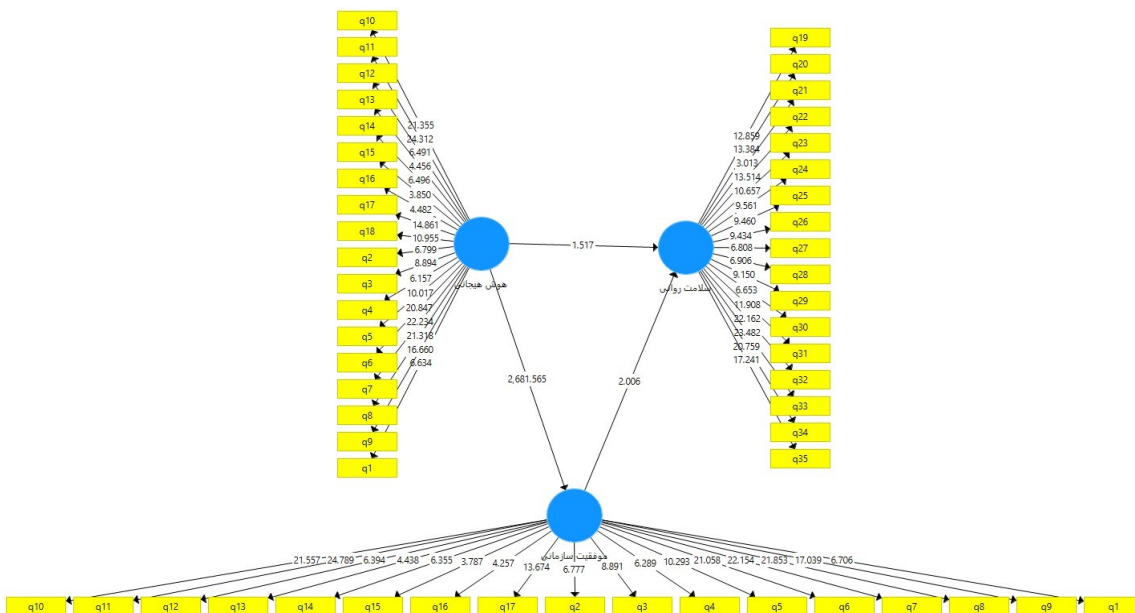 q10
q11
q12
q13
q14
q15
q16
q17
q18
q2
q3
q4
q5
q6
q7
q8
q9
q1
21.355
24.312
6.491
4.456
6.496
3.850
4.482
14.861
10.955
6.799
8.894
6.157
10.017
20.847
22.234
21.318
16.660
6.634
هوش هیجانی
1.517
2,681.565
2.006
سلامت روانی
12.859
13.384
3.013
13.514
10.657
9.561
9.460
9.434
6.808
6.906
9.150
6.653
11.908
22.162
23.482
20.759
17.241
q19
q20
q21
q22
q23
q24
q25
q26
q27
q28
q29
q30
q31
q32
q33
q34
q35
موفقیت سازمانی
21.557 24.789 6.394 4.438 6.355 3.787 4.257 13.674 6.777 8.891 6.289 10.293 21.058 22.154 21.853 17.039 6.706
q10 q11 q12 q13 q14 q15 q16 q17 q2 q3 q4 q5 q6 q7 q8 q9 q1